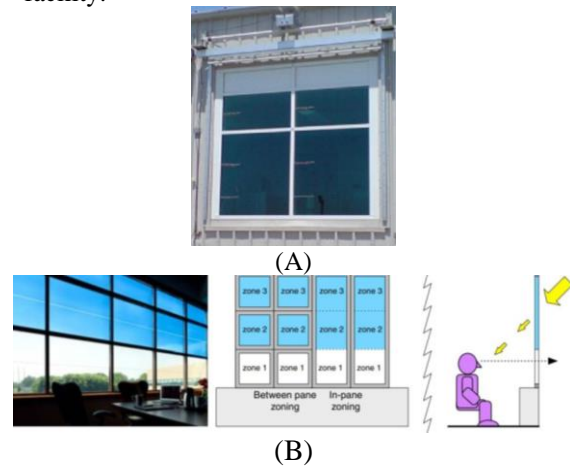 facility.
(A)
zone 3 zone 3 zone 3 zone 3
zone 2 zone 2 zone 2 zone 2
zone 1 zone 1 zone 1 zone 1
Between pane In-pane
zoning zoning
(B)